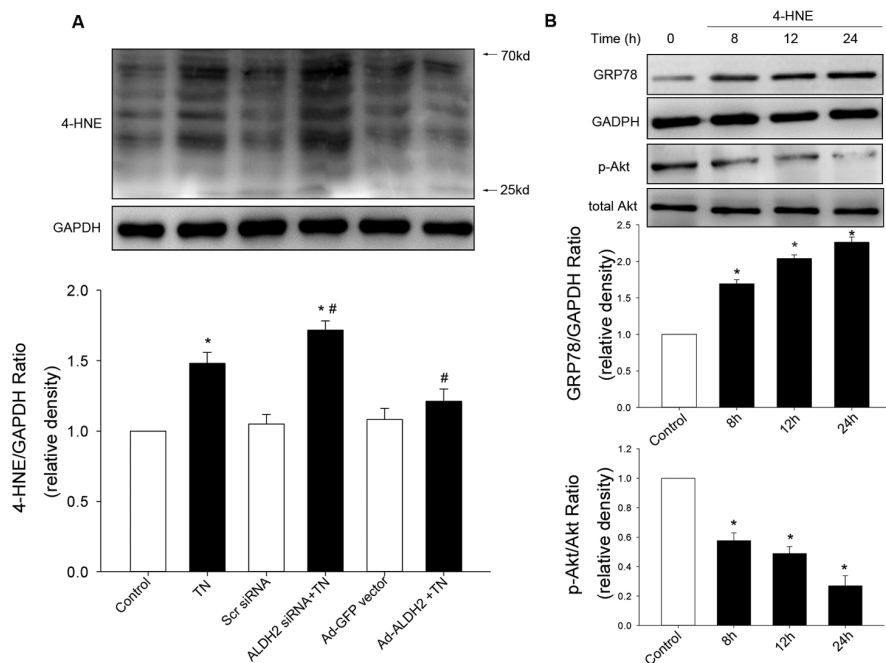 A
70kd
4-HNE
25kd
GAPDH
4-HNE/GAPDH Ratio
(relative density)
2.0
1.5
1.0
0.5
0.0
*
* #
#
Control
TN
Scr siRNA
ALDH2 siRNA+TN
Ad-GFP vector
Ad-ALDH2 +TN
B
4-HNE
Time (h) 0 8 12 24
GRP78
GADPH
p-Akt
total Akt
GRP78/GAPDH Ratio
(relative density)
2.5
2.0
1.5
1.0
0.5
0.0
*
*
*
Control
8h
12h
24h
p-Akt/Akt Ratio
(relative density)
1.2
1.0
0.8
0.6
0.4
0.2
0.0
*
*
*
Control
8h
12h
24h